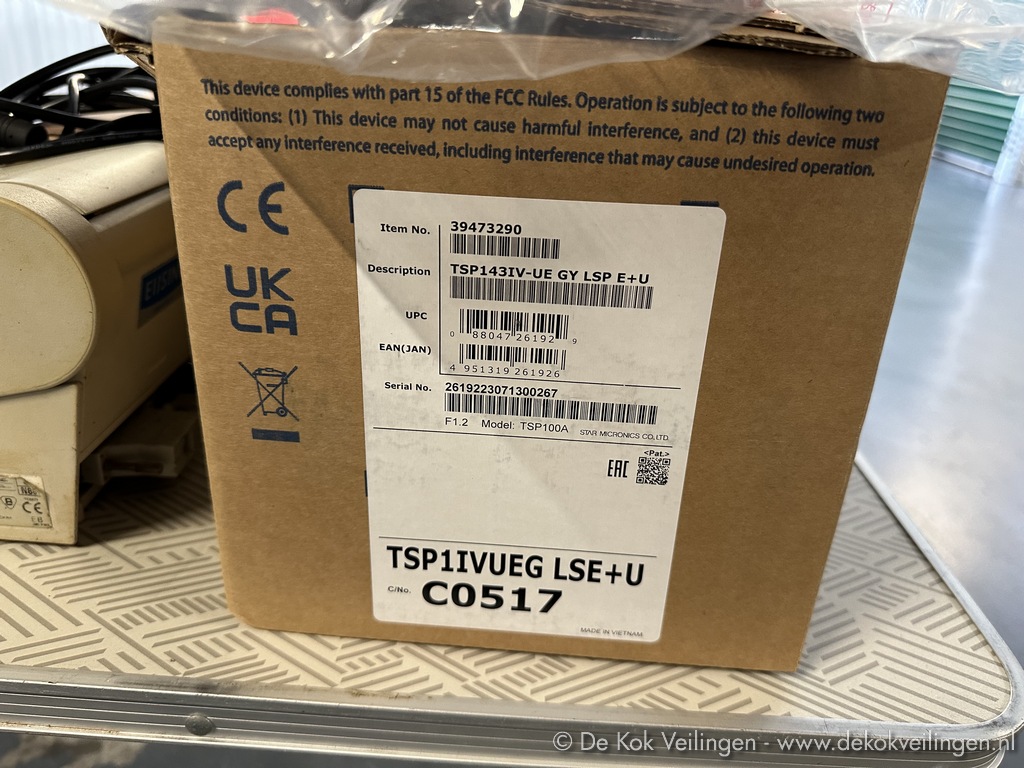 This device complies with part 15 of the FCC Rules. Operation is subject to the following two
conditions: (1) This device may not cause harmful interference, and (2) this device must
accept any interference received, including interference that may cause undesired operation.
CE
UK
CA
Item No. 39473290
Description TSP143IV-UE GY LSP E+U
UPC
0 88047 26192 9
EAN(JAN)
4 951319 261926
Serial No. 2619223071300267
F1.2 Model: TSP100A STAR MICRONICS CO.,LTD.
<Pat.>
EAC
TSP1IVUEG LSE+U
C/No. C0517
MADE IN VIETNAM
CE
© De Kok Veilingen - www.dekokveilingen.nl